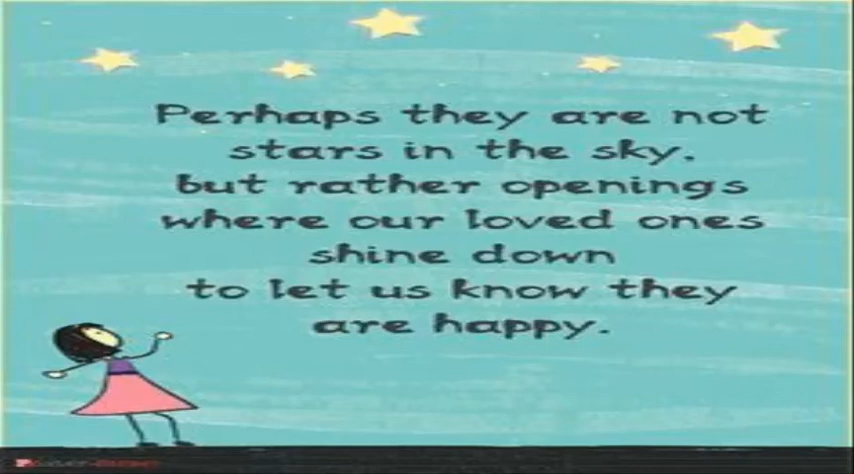 Perhaps they are not
stars in the sky.
but rather openings
where our loved ones
shine down
to let us know they
are happy.